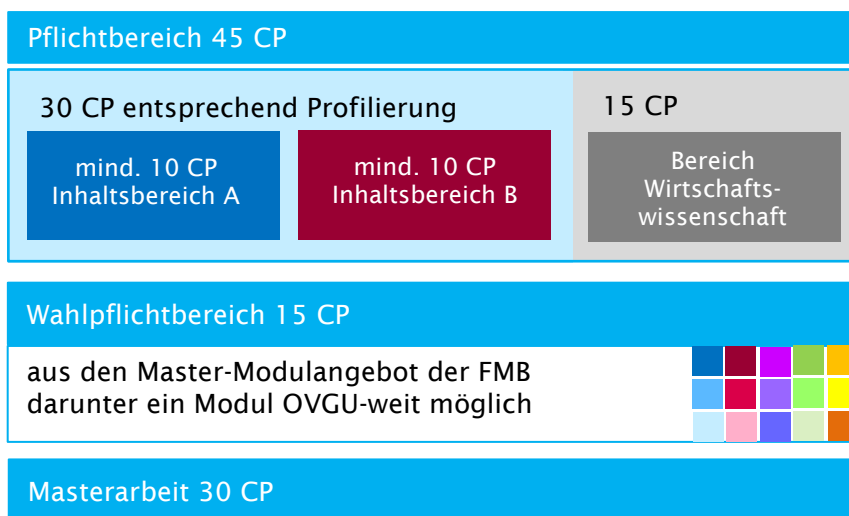 Pflichtbereich 45 CP
30 CP entsprechend Profilierung
15 CP
mind. 10 CP
Inhaltsbereich A
mind. 10 CP
Inhaltsbereich B
Bereich
Wirtschafts-
wissenschaft
Wahlpflichtbereich 15 CP
aus den Master-Modulangebot der FMB
darunter ein Modul OVGU-weit möglich
Masterarbeit 30 CP